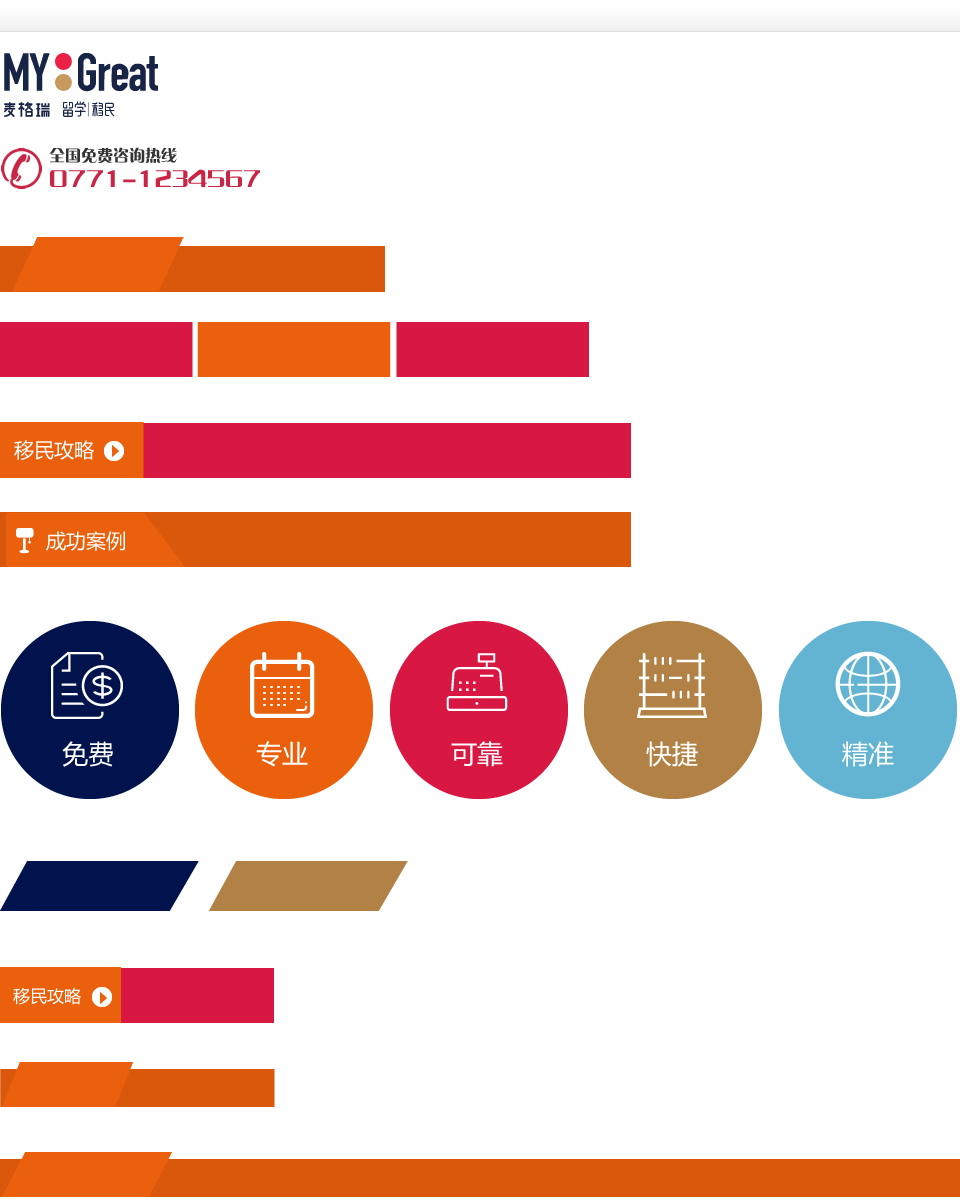 MY Great
麦格瑞 留学|移民
全国免费咨询热线
0771-1234567
移民攻略
成功案例
免费 专业 可靠 快捷 精准
移民攻略